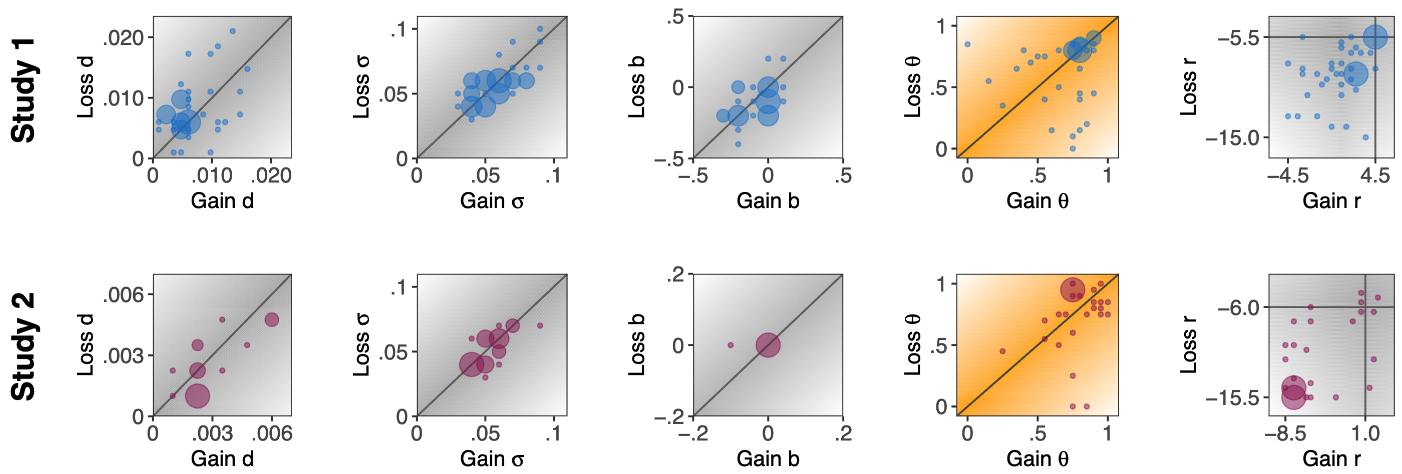 Study 1
Loss d
.020
.010
0
0
.010
.020
Gain d
Loss σ
.1
.05
0
0
.05
.1
Gain σ
Loss b
.5
0
−.5
−.5
0
.5
Gain b
Loss θ
1
.5
0
0
.5
1
Gain θ
Loss r
−5.5
−15.0
−4.5
4.5
Gain r
Study 2
Loss d
.006
.003
0
0
.003
.006
Gain d
Loss σ
.1
.05
0
0
.05
.1
Gain σ
Loss b
.2
0
−.2
−.2
0
.2
Gain b
Loss θ
1
.5
0
0
.5
1
Gain θ
Loss r
−6.0
−15.5
−8.5
1.0
Gain r